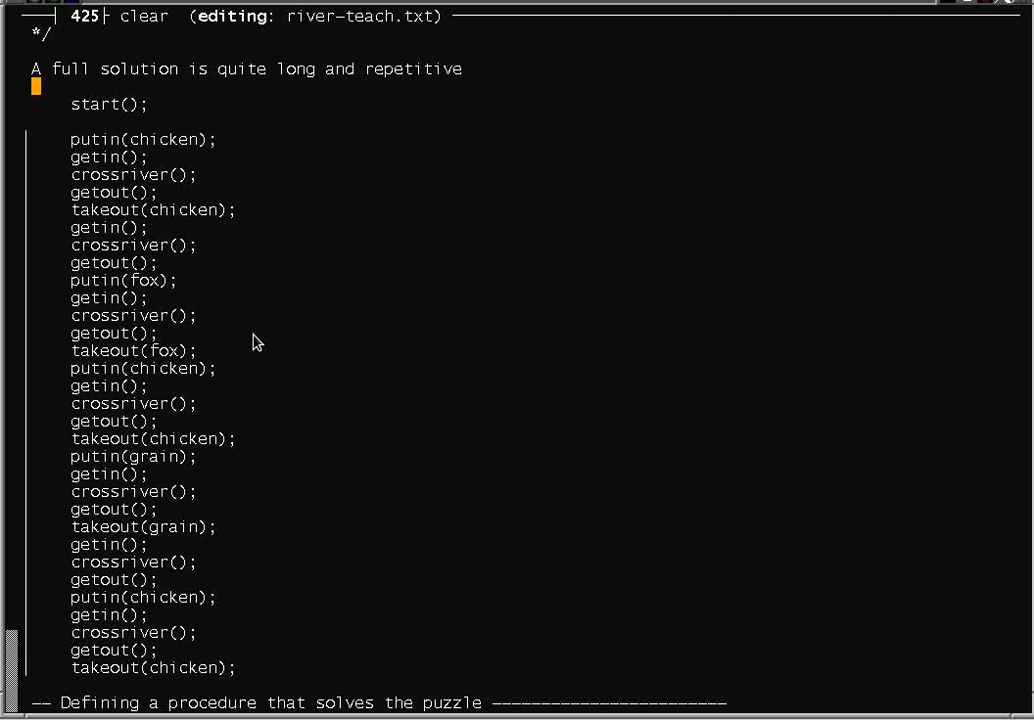 425 clear (editing: river-teach.txt)
*/
A full solution is quite long and repetitive
start();
putin(chicken);
getin();
crossriver();
getout();
takeout(chicken);
getin();
crossriver();
getout();
putin(fox);
getin();
crossriver();
getout();
takeout(fox);
putin(chicken);
getin();
crossriver();
getout();
takeout(chicken);
putin(grain);
getin();
crossriver();
getout();
takeout(grain);
getin();
crossriver();
getout();
putin(chicken);
getin();
crossriver();
getout();
takeout(chicken);
-- Defining a procedure that solves the puzzle ------------------------